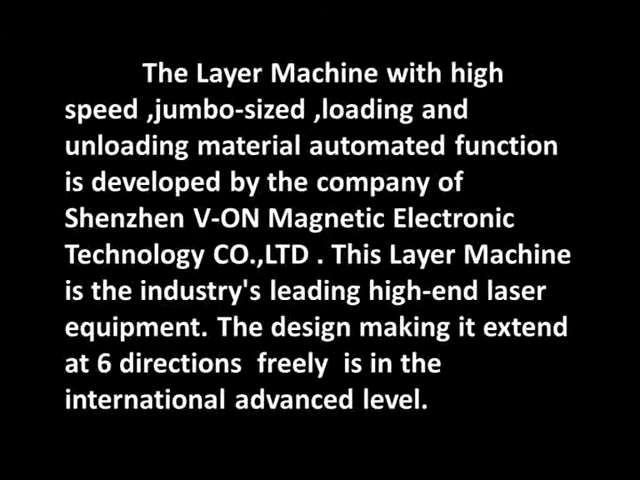 The Layer Machine with high
speed ,jumbo-sized ,loading and
unloading material automated function
is developed by the company of
Shenzhen V-ON Magnetic Electronic
Technology CO.,LTD . This Layer Machine
is the industry's leading high-end laser
equipment. The design making it extend
at 6 directions  freely  is in the
international advanced level.